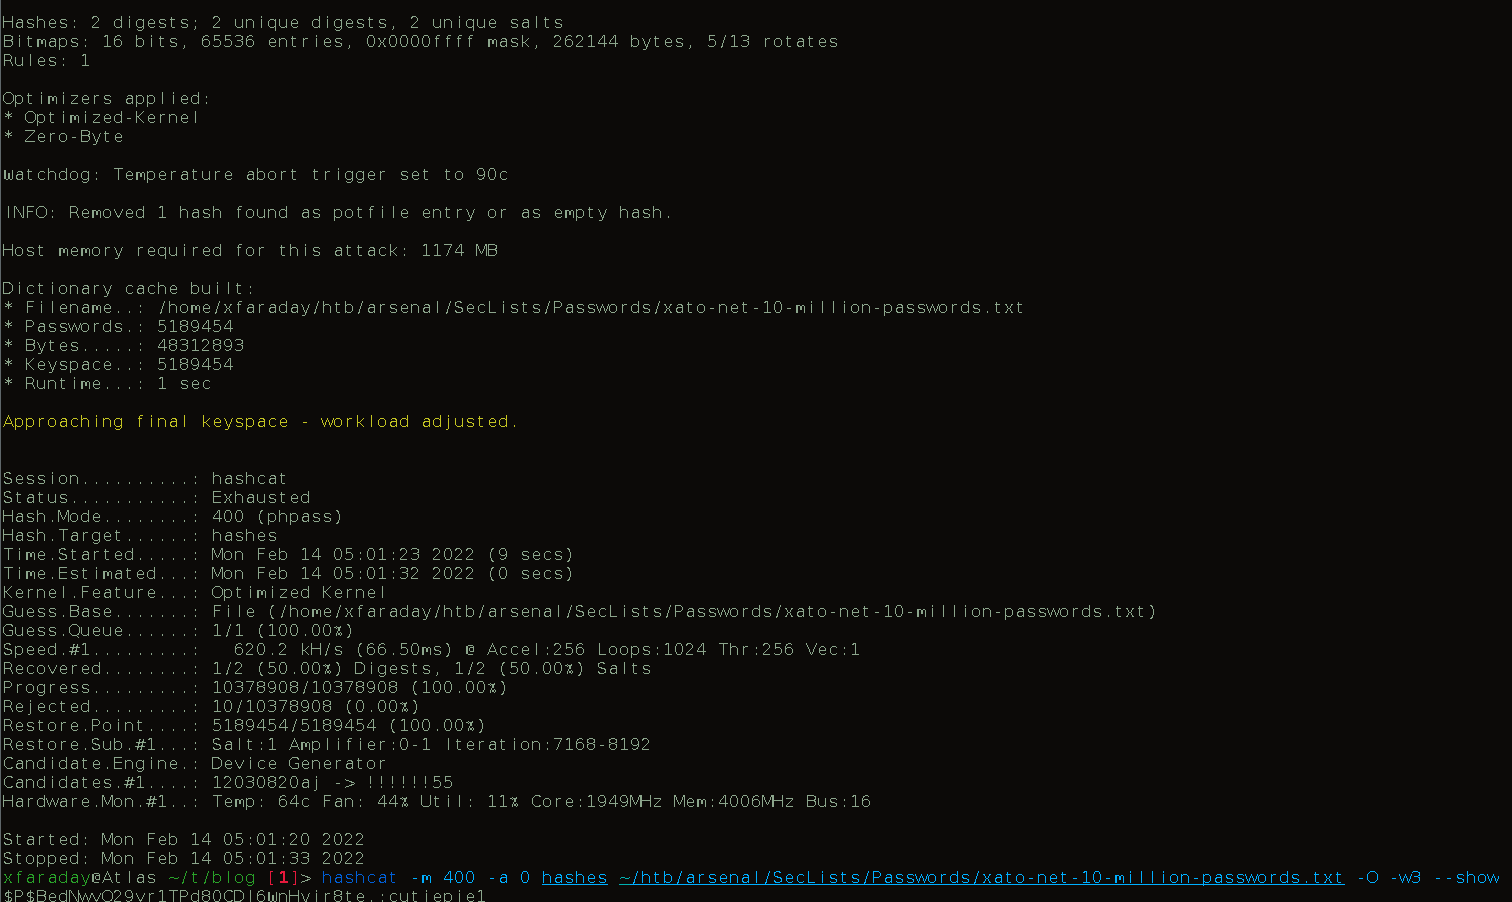 Hashes: 2 digests; 2 unique digests, 2 unique salts
Bitmaps: 16 bits, 65536 entries, 0x0000ffff mask, 262144 bytes, 5/13 rotates
Rules: 1
Optimizers applied:
* Optimized-Kernel
* Zero-Byte
Watchdog: Temperature abort trigger set to 90c
INFO: Removed 1 hash found as potfile entry or as empty hash.
Host memory required for this attack: 1174 MB
Dictionary cache built:
* Filename..: /home/xfaraday/htb/arsenal/SecLists/Passwords/xato-net-10-million-passwords.txt
* Passwords.: 5189454
* Bytes.....: 48312893
* Keyspace..: 5189454
* Runtime...: 1 sec
Approaching final keyspace - workload adjusted.
Session..........: hashcat
Status...........: Exhausted
Hash.Mode........: 400 (phpass)
Hash.Target......: hashes
Time.Started.....: Mon Feb 14 05:01:23 2022 (9 secs)
Time.Estimated...: Mon Feb 14 05:01:32 2022 (0 secs)
Kernel.Feature...: Optimized Kernel
Guess.Base.......: File (/home/xfaraday/htb/arsenal/SecLists/Passwords/xato-net-10-million-passwords.txt)
Guess.Queue......: 1/1 (100.00%)
Speed.#1.........: 620.2 kH/s (66.50ms) @ Accel:256 Loops:1024 Thr:256 Vec:1
Recovered........: 1/2 (50.00%) Digests, 1/2 (50.00%) Salts
Progress.........: 10378908/10378908 (100.00%)
Rejected.........: 10/10378908 (0.00%)
Restore.Point....: 5189454/5189454 (100.00%)
Restore.Sub.#1...: Salt:1 Amplifier:0-1 Iteration:7168-8192
Candidate.Engine.: Device Generator
Candidates.#1....: 12030820aj -> !!!!!!55
Hardware.Mon.#1..: Temp: 64c Fan: 44% Util: 11% Core:1949MHz Mem:4006MHz Bus:16
Started: Mon Feb 14 05:01:20 2022
Stopped: Mon Feb 14 05:01:33 2022
xfaraday@Atlas ~/t/blog [1]> hashcat -m 400 -a 0 hashes ~/htb/arsenal/SecLists/Passwords/xato-net-10-million-passwords.txt -O -w3 --show
:cutiepie1